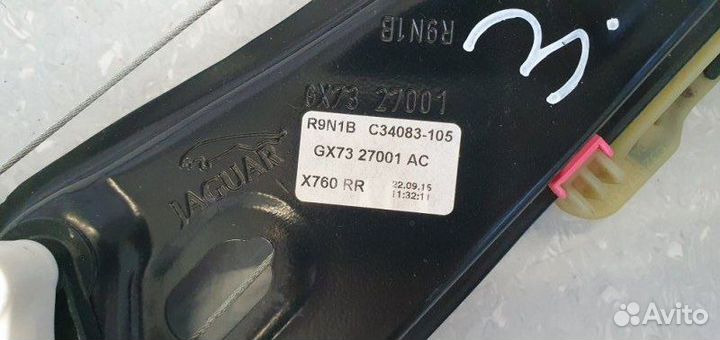 R9N1B
3.
GX73 27001
R9N1B C34083-105
GX73 27001 AC
X760 RR
22.09.15
11:32:11
JAGUAR
Avito